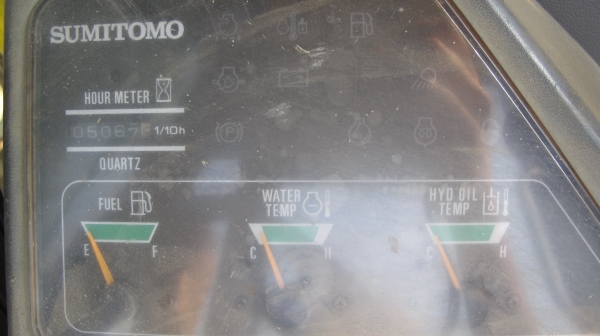 SUMITOMO
HOUR METER
1/10h
QUARTZ
FUEL
WATER TEMP
HYD OIL TEMP
E F
C H
C H